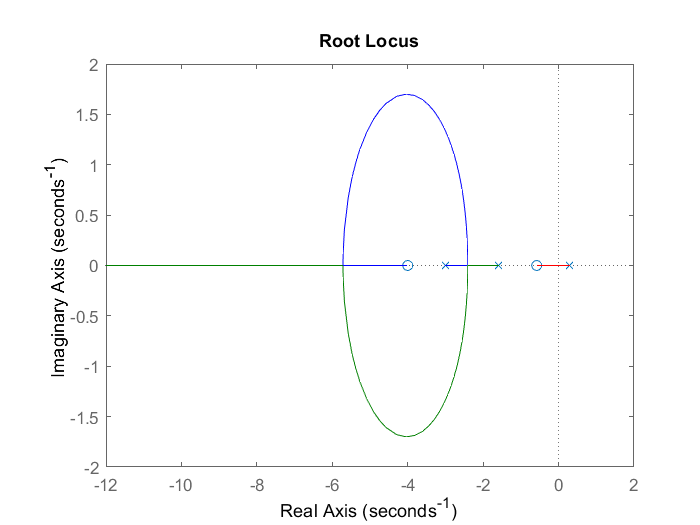 Root Locus
Imaginary Axis (seconds⁻¹)
2
1.5
1
0.5
0
-0.5
-1
-1.5
-2
-12 -10 -8 -6 -4 -2 0 2
Real Axis (seconds⁻¹)